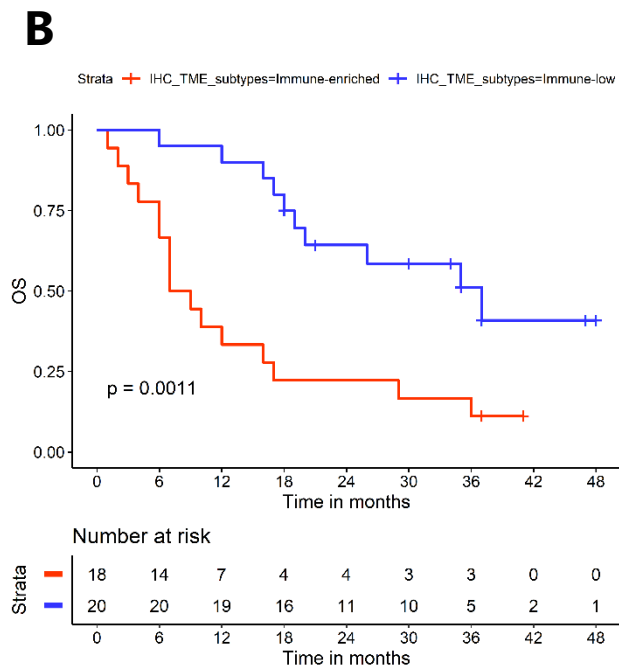 B
Strata IHC_TME_subtypes=Immune-enriched IHC_TME_subtypes=Immune-low
1.00
0.75
0.50
0.25
0.00
OS
p = 0.0011
0 6 12 18 24 30 36 42 48
Time in months
Number at risk
Strata
18 14 7 4 4 3 3 0 0
20 20 19 16 11 10 5 2 1
0 6 12 18 24 30 36 42 48
Time in months